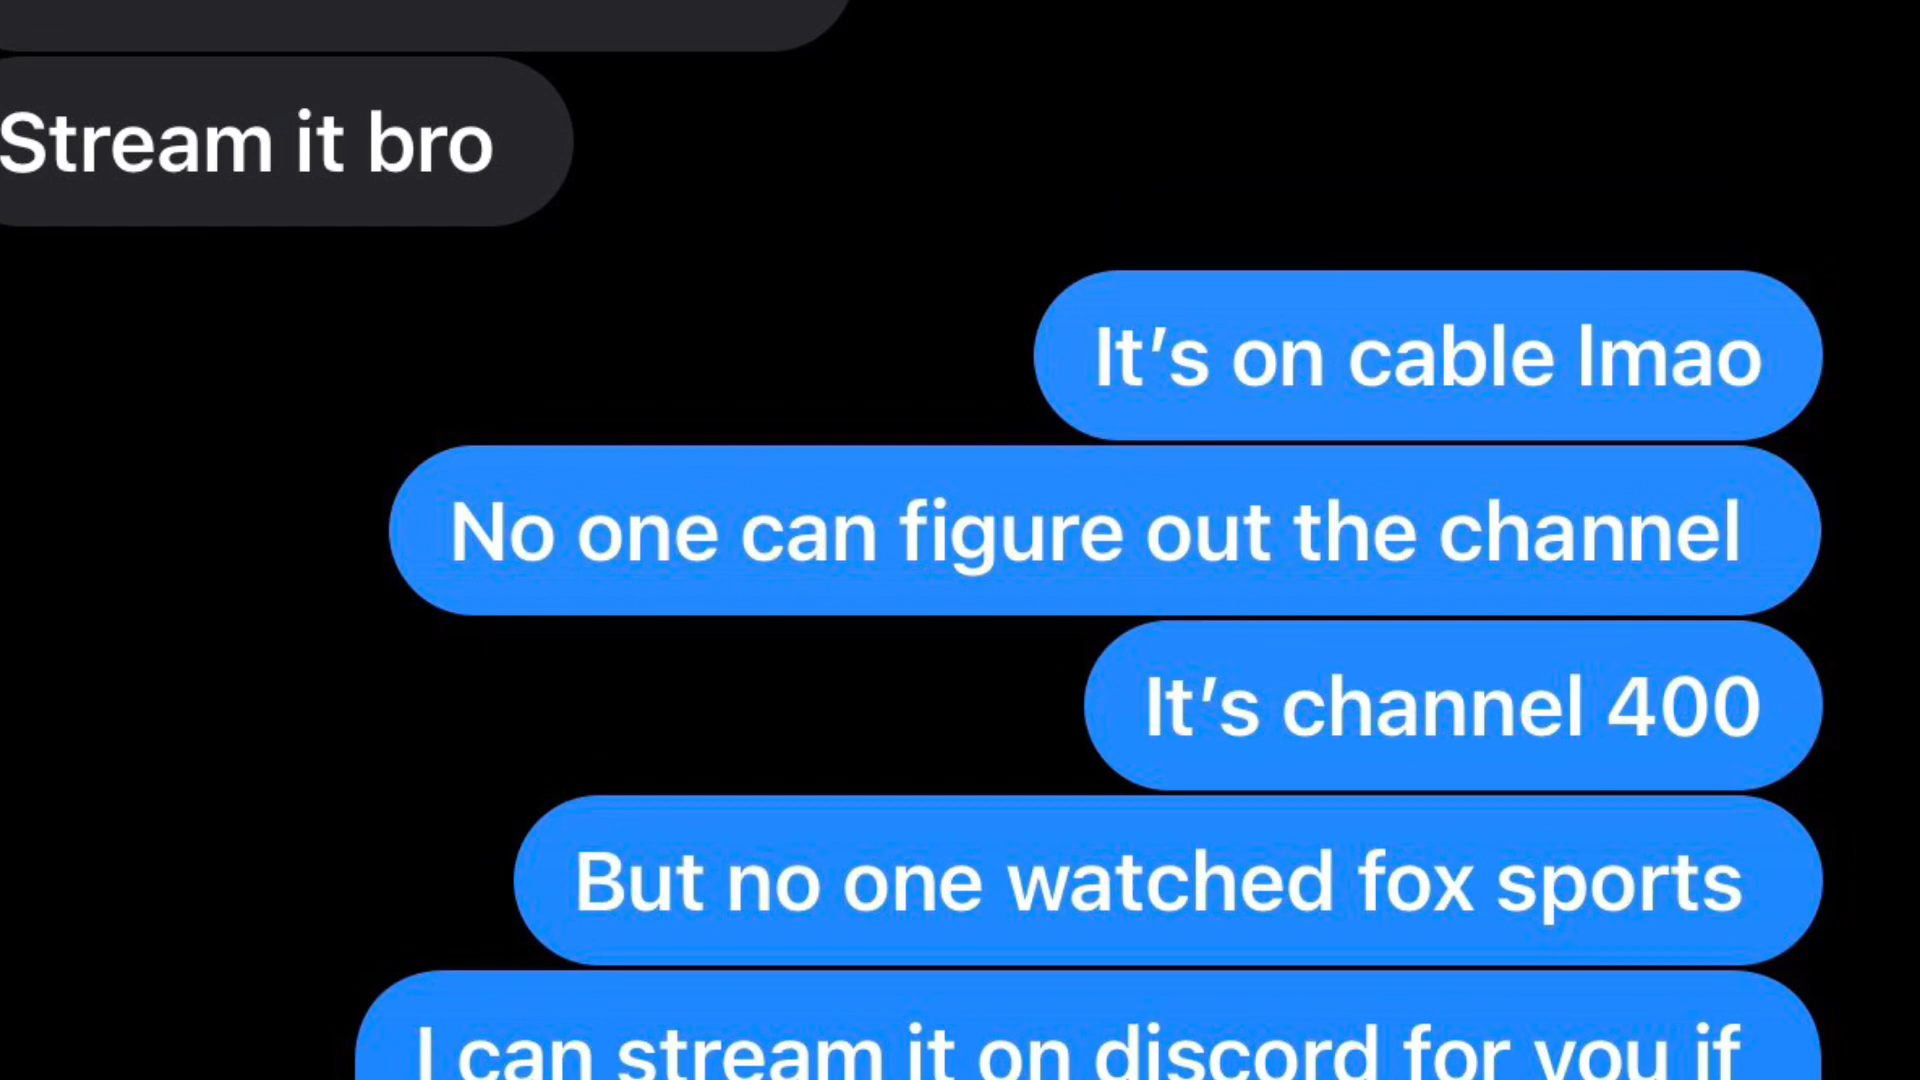 Stream it bro
It’s on cable lmao
No one can figure out the channel
It’s channel 400
But no one watched fox sports
I can stream it on discord for you if